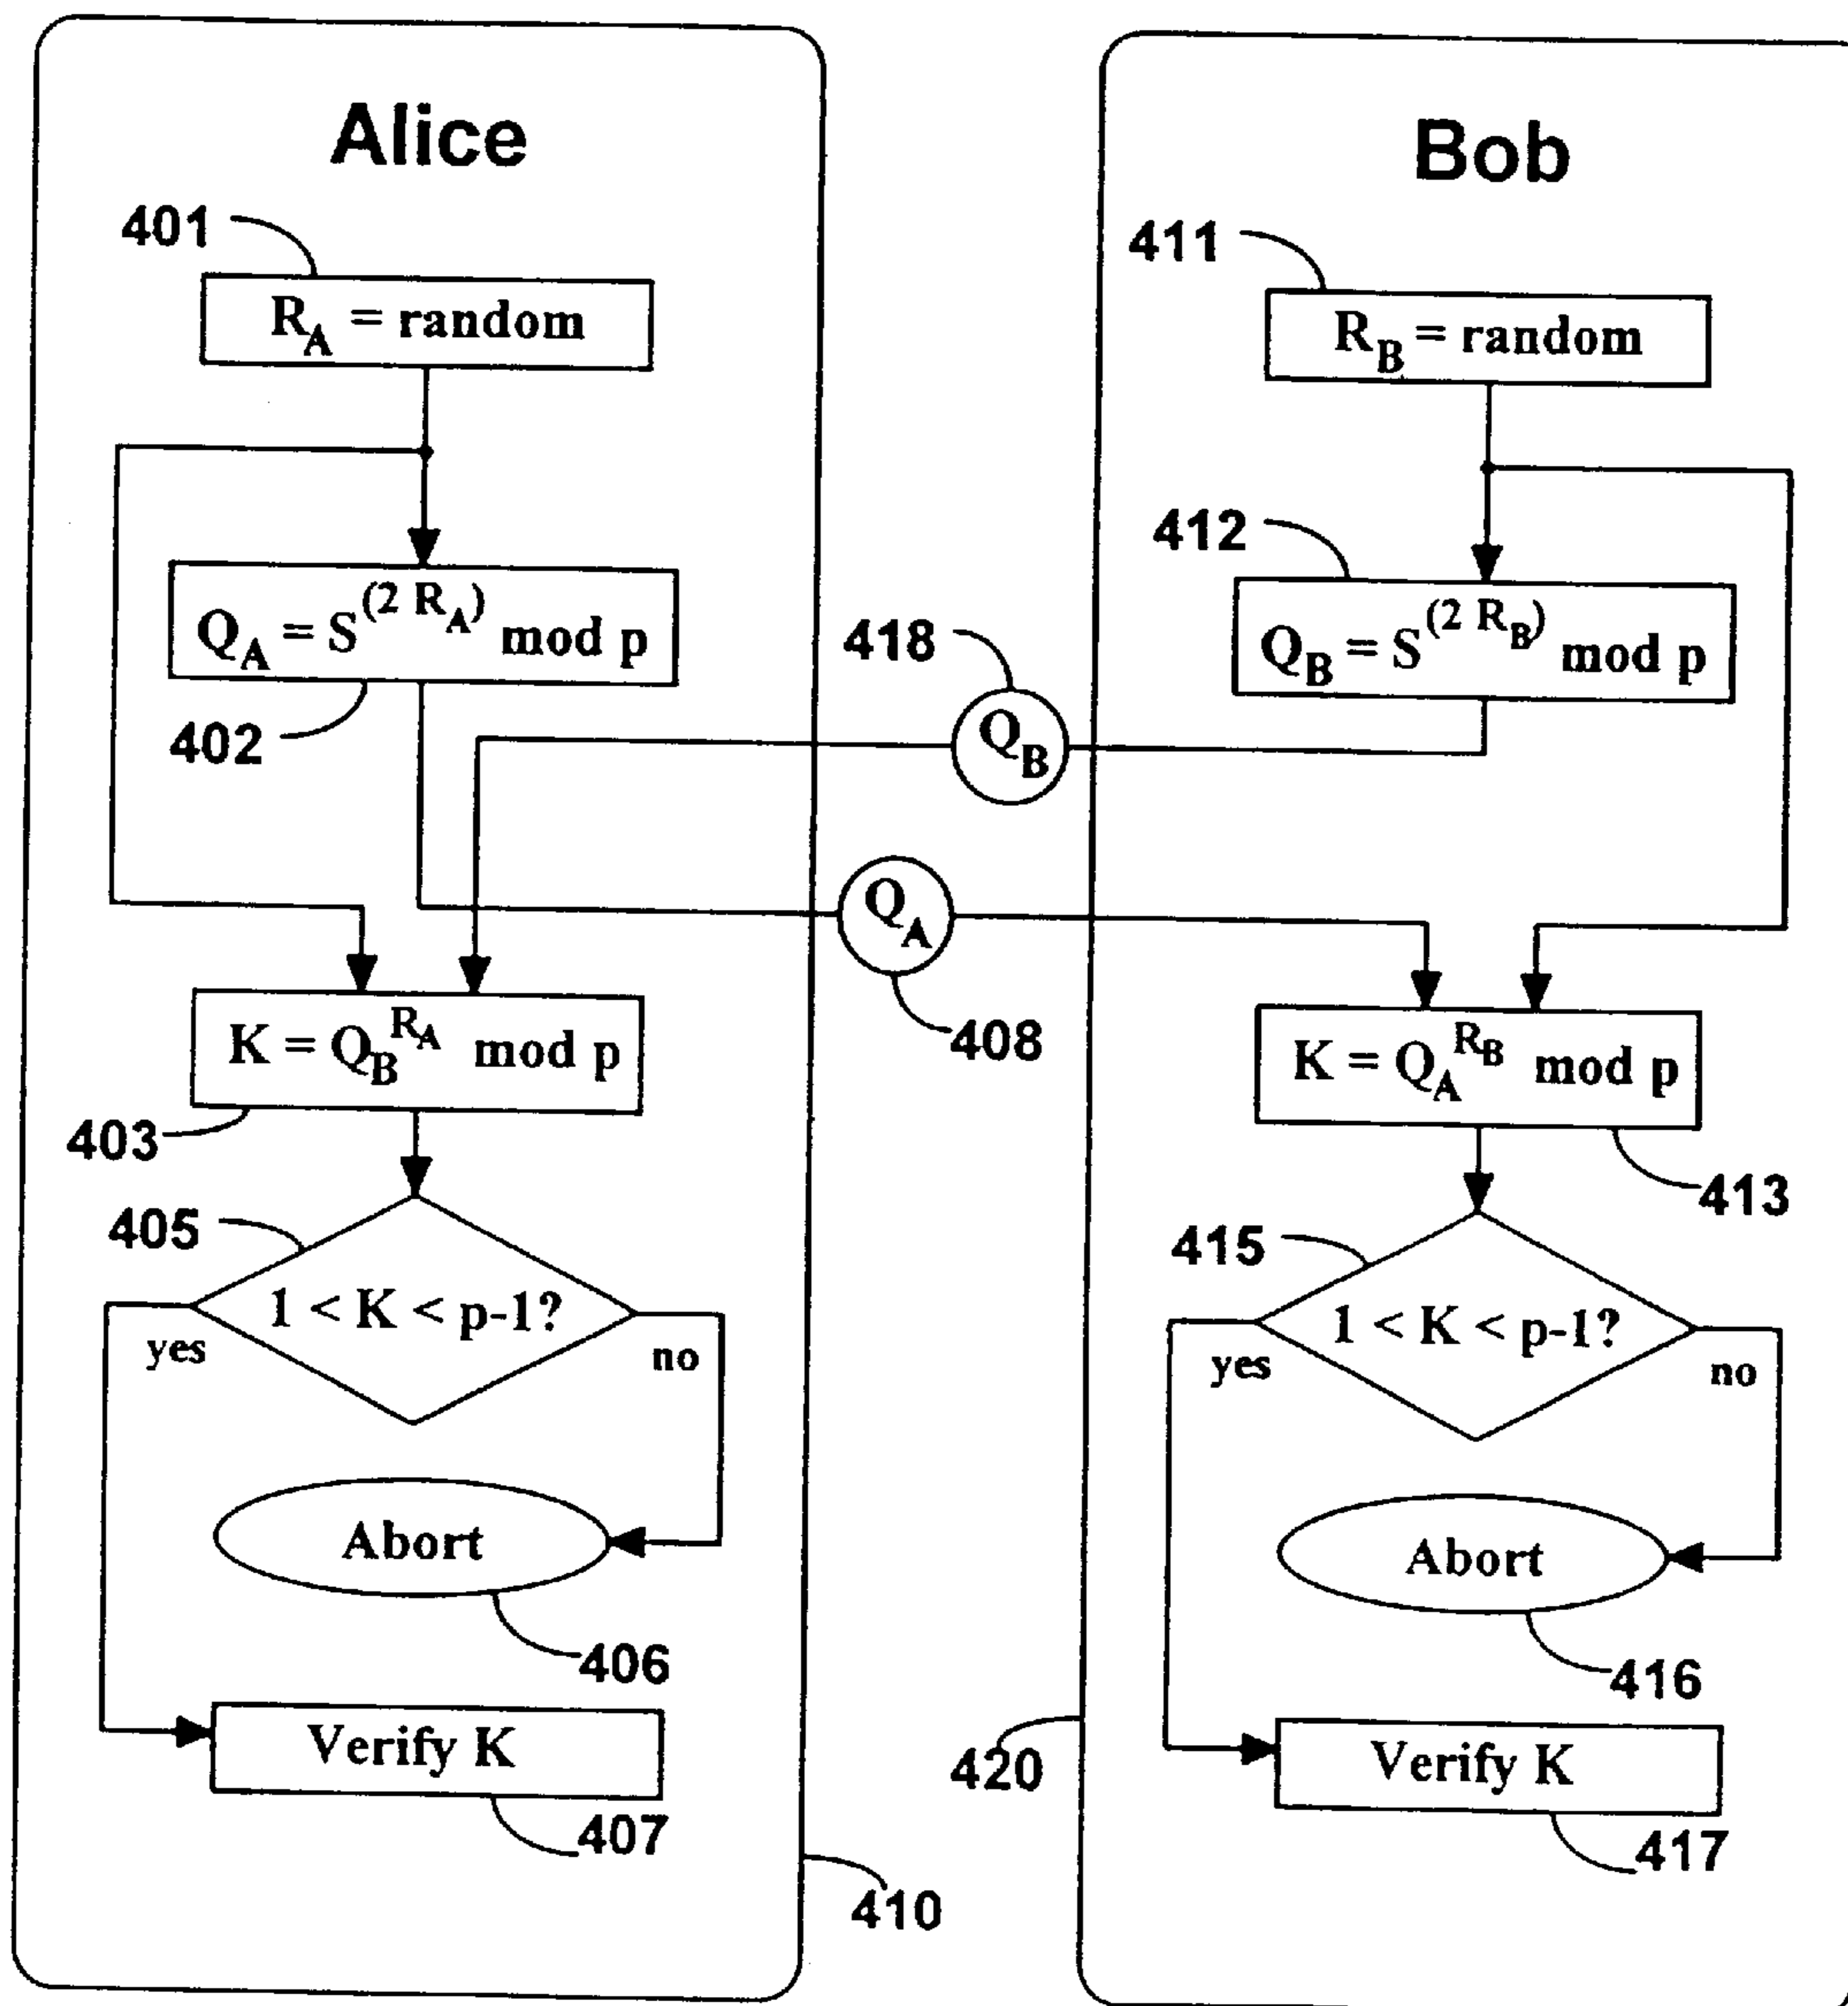 Alice
401
R_A = random
Q_A = S^(2 R_A) mod p
402
K = Q_B^R_A mod p
403
405
1 < K < p-1?
yes
no
Abort
406
Verify K
407
410
418
Q_B
Q_A
408
Bob
411
R_B = random
412
Q_B = S^(2 R_B) mod p
K = Q_A^R_B mod p
413
415
1 < K < p-1?
yes
no
Abort
416
420
Verify K
417